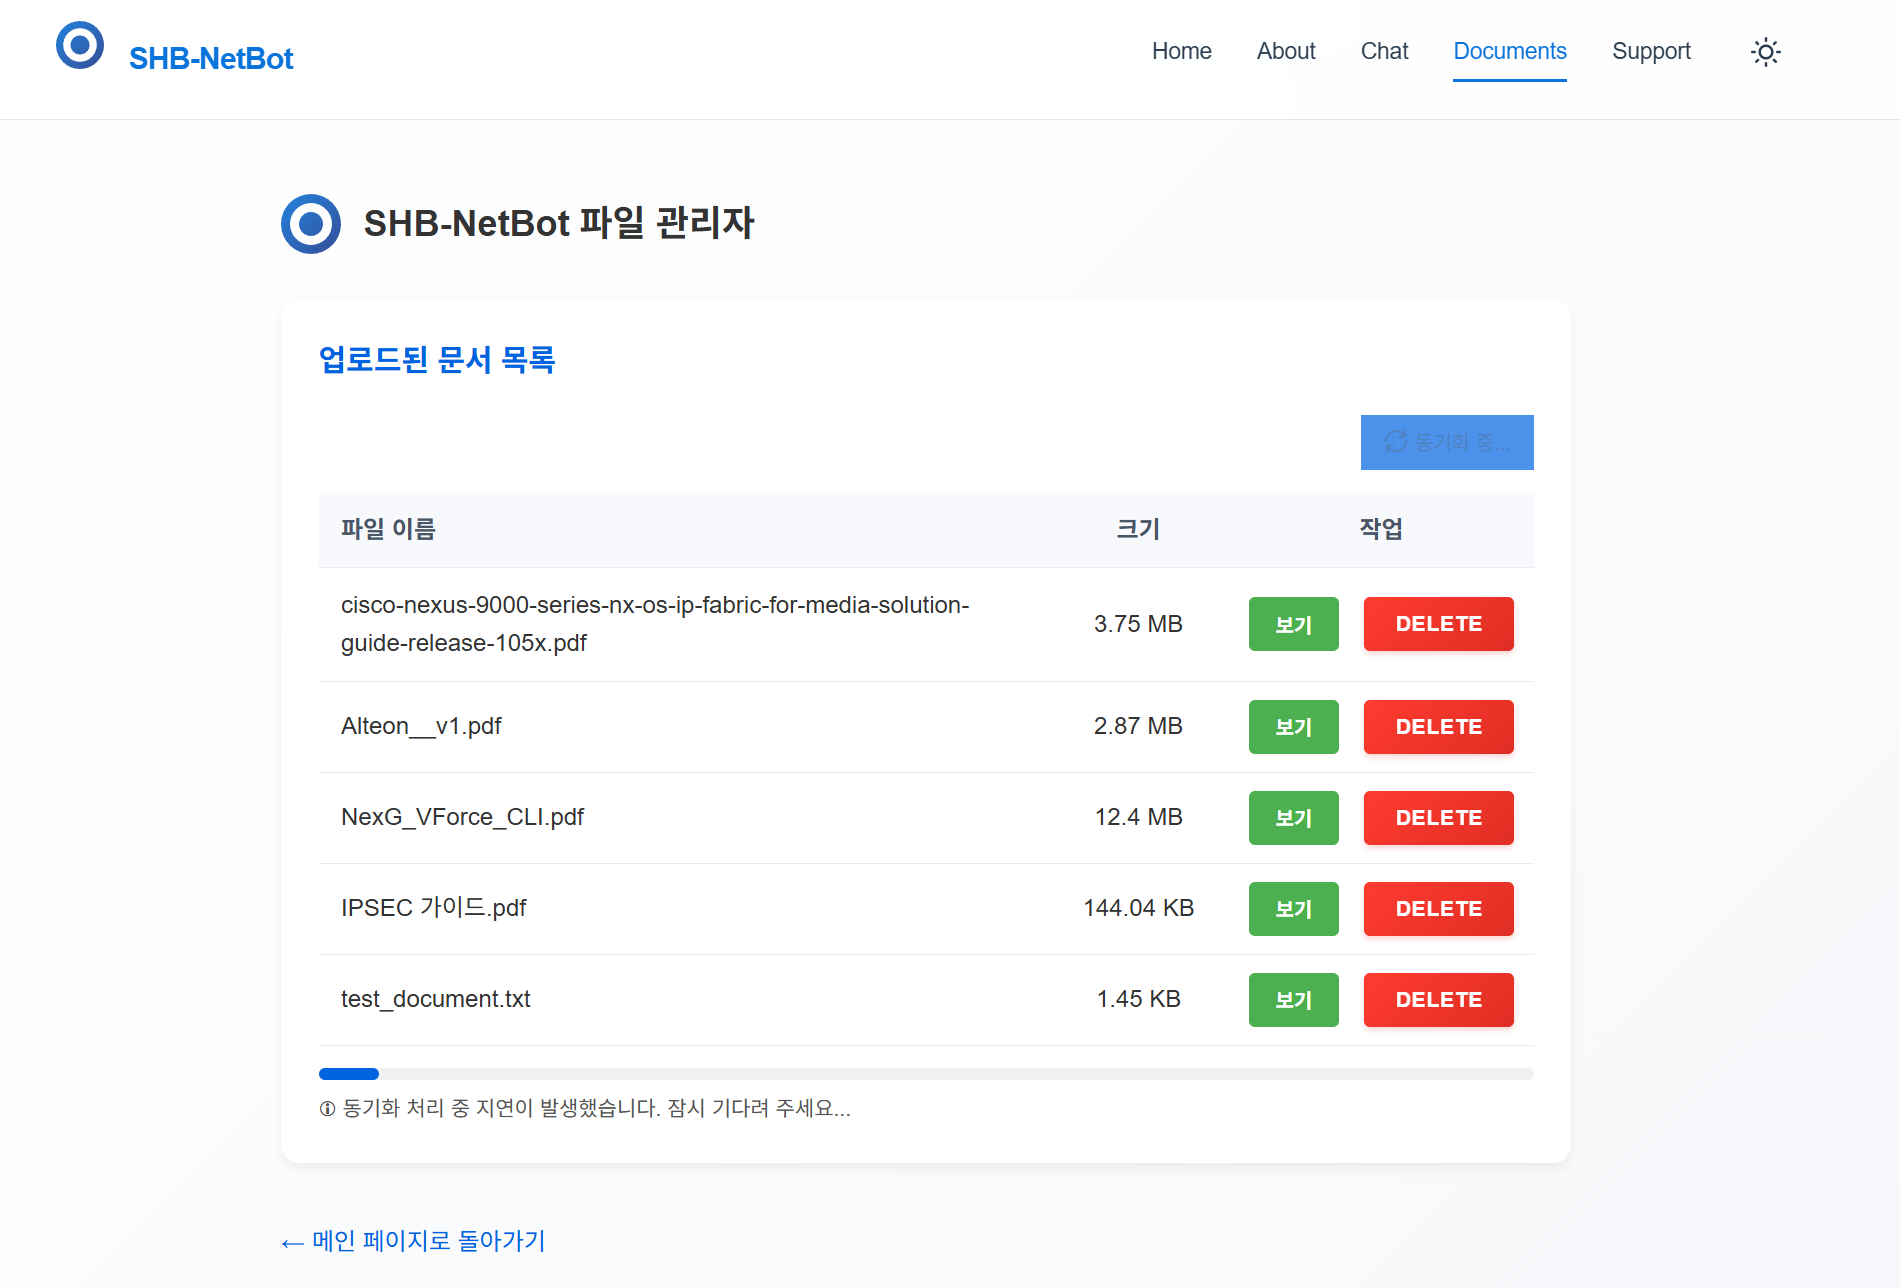 SHB-NetBot
Home
About
Chat
Documents
Support
SHB-NetBot 파일 관리자
업로드된 문서 목록
동기화 중...
파일 이름
크기
작업
cisco-nexus-9000-series-nx-os-ip-fabric-for-media-solution-
guide-release-105x.pdf
3.75 MB
보기
DELETE
Alteon__v1.pdf
2.87 MB
보기
DELETE
NexG_VForce_CLI.pdf
12.4 MB
보기
DELETE
IPSEC 가이드.pdf
144.04 KB
보기
DELETE
test_document.txt
1.45 KB
보기
DELETE
동기화 처리 중 지연이 발생했습니다. 잠시 기다려 주세요...
← 메인 페이지로 돌아가기